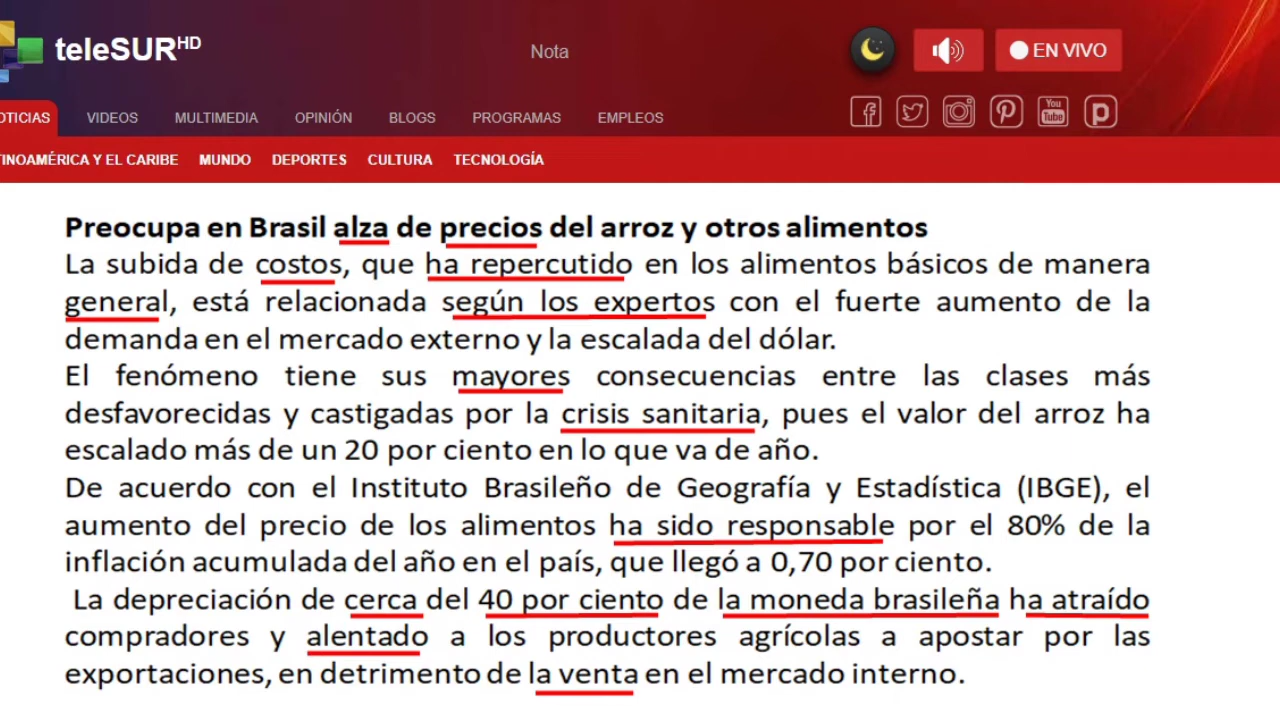 teleSURHD
Nota
EN VIVO
OTICIAS VIDEOS MULTIMEDIA OPINIÓN BLOGS PROGRAMAS EMPLEOS
You
Tube
TINOAMÉRICA Y EL CARIBE MUNDO DEPORTES CULTURA TECNOLOGÍA
Preocupa en Brasil alza de precios del arroz y otros alimentos
La subida de costos, que ha repercutido en los alimentos básicos de manera
general, está relacionada según los expertos con el fuerte aumento de la
demanda en el mercado externo y la escalada del dólar.
El fenómeno tiene sus mayores consecuencias entre las clases más
desfavorecidas y castigadas por la crisis sanitaria, pues el valor del arroz ha
escalado más de un 20 por ciento en lo que va de año.
De acuerdo con el Instituto Brasileño de Geografía y Estadística (IBGE), el
aumento del precio de los alimentos ha sido responsable por el 80% de la
inflación acumulada del año en el país, que llegó a 0,70 por ciento.
La depreciación de cerca del 40 por ciento de la moneda brasileña ha atraído
compradores y alentado a los productores agrícolas a apostar por las
exportaciones, en detrimento de la venta en el mercado interno.